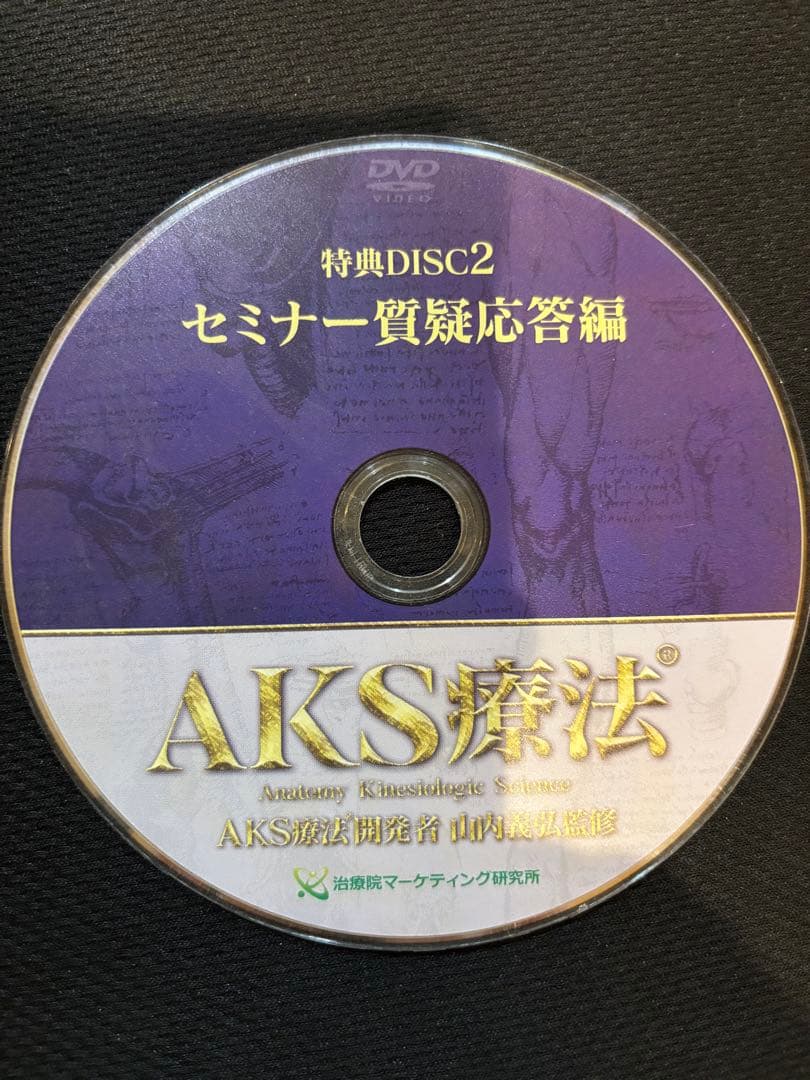 DVD
VIDEO
特典DISC2
セミナー質疑応答編
AKS療法®
Anatomy Kinesiologic Science
AKS療法®開発者 山内義弘監修
治療院マーケティング研究所